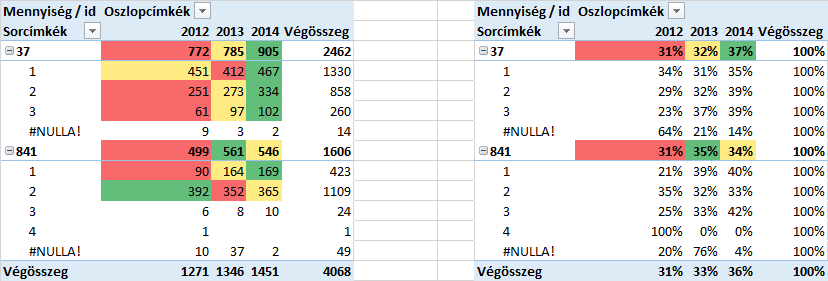 Mennyiség / id Oszlopcímkék
Sorcímkék 2012 2013 2014 Végösszeg
37 772 785 905 2462
1 451 412 467 1330
2 251 273 334 858
3 61 97 102 260
#NULLA! 9 3 2 14
841 499 561 546 1606
1 90 164 169 423
2 392 352 365 1109
3 6 8 10 24
4 1 1
#NULLA! 10 37 2 49
Végösszeg 1271 1346 1451 4068
Mennyiség / id Oszlopcímkék
Sorcímkék 2012 2013 2014 Végösszeg
37 31% 32% 37% 100%
1 34% 31% 35% 100%
2 29% 32% 39% 100%
3 23% 37% 39% 100%
#NULLA! 64% 21% 14% 100%
841 31% 35% 34% 100%
1 21% 39% 40% 100%
2 35% 32% 33% 100%
3 25% 33% 42% 100%
4 100% 0% 0% 100%
#NULLA! 20% 76% 4% 100%
Végösszeg 31% 33% 36% 100%